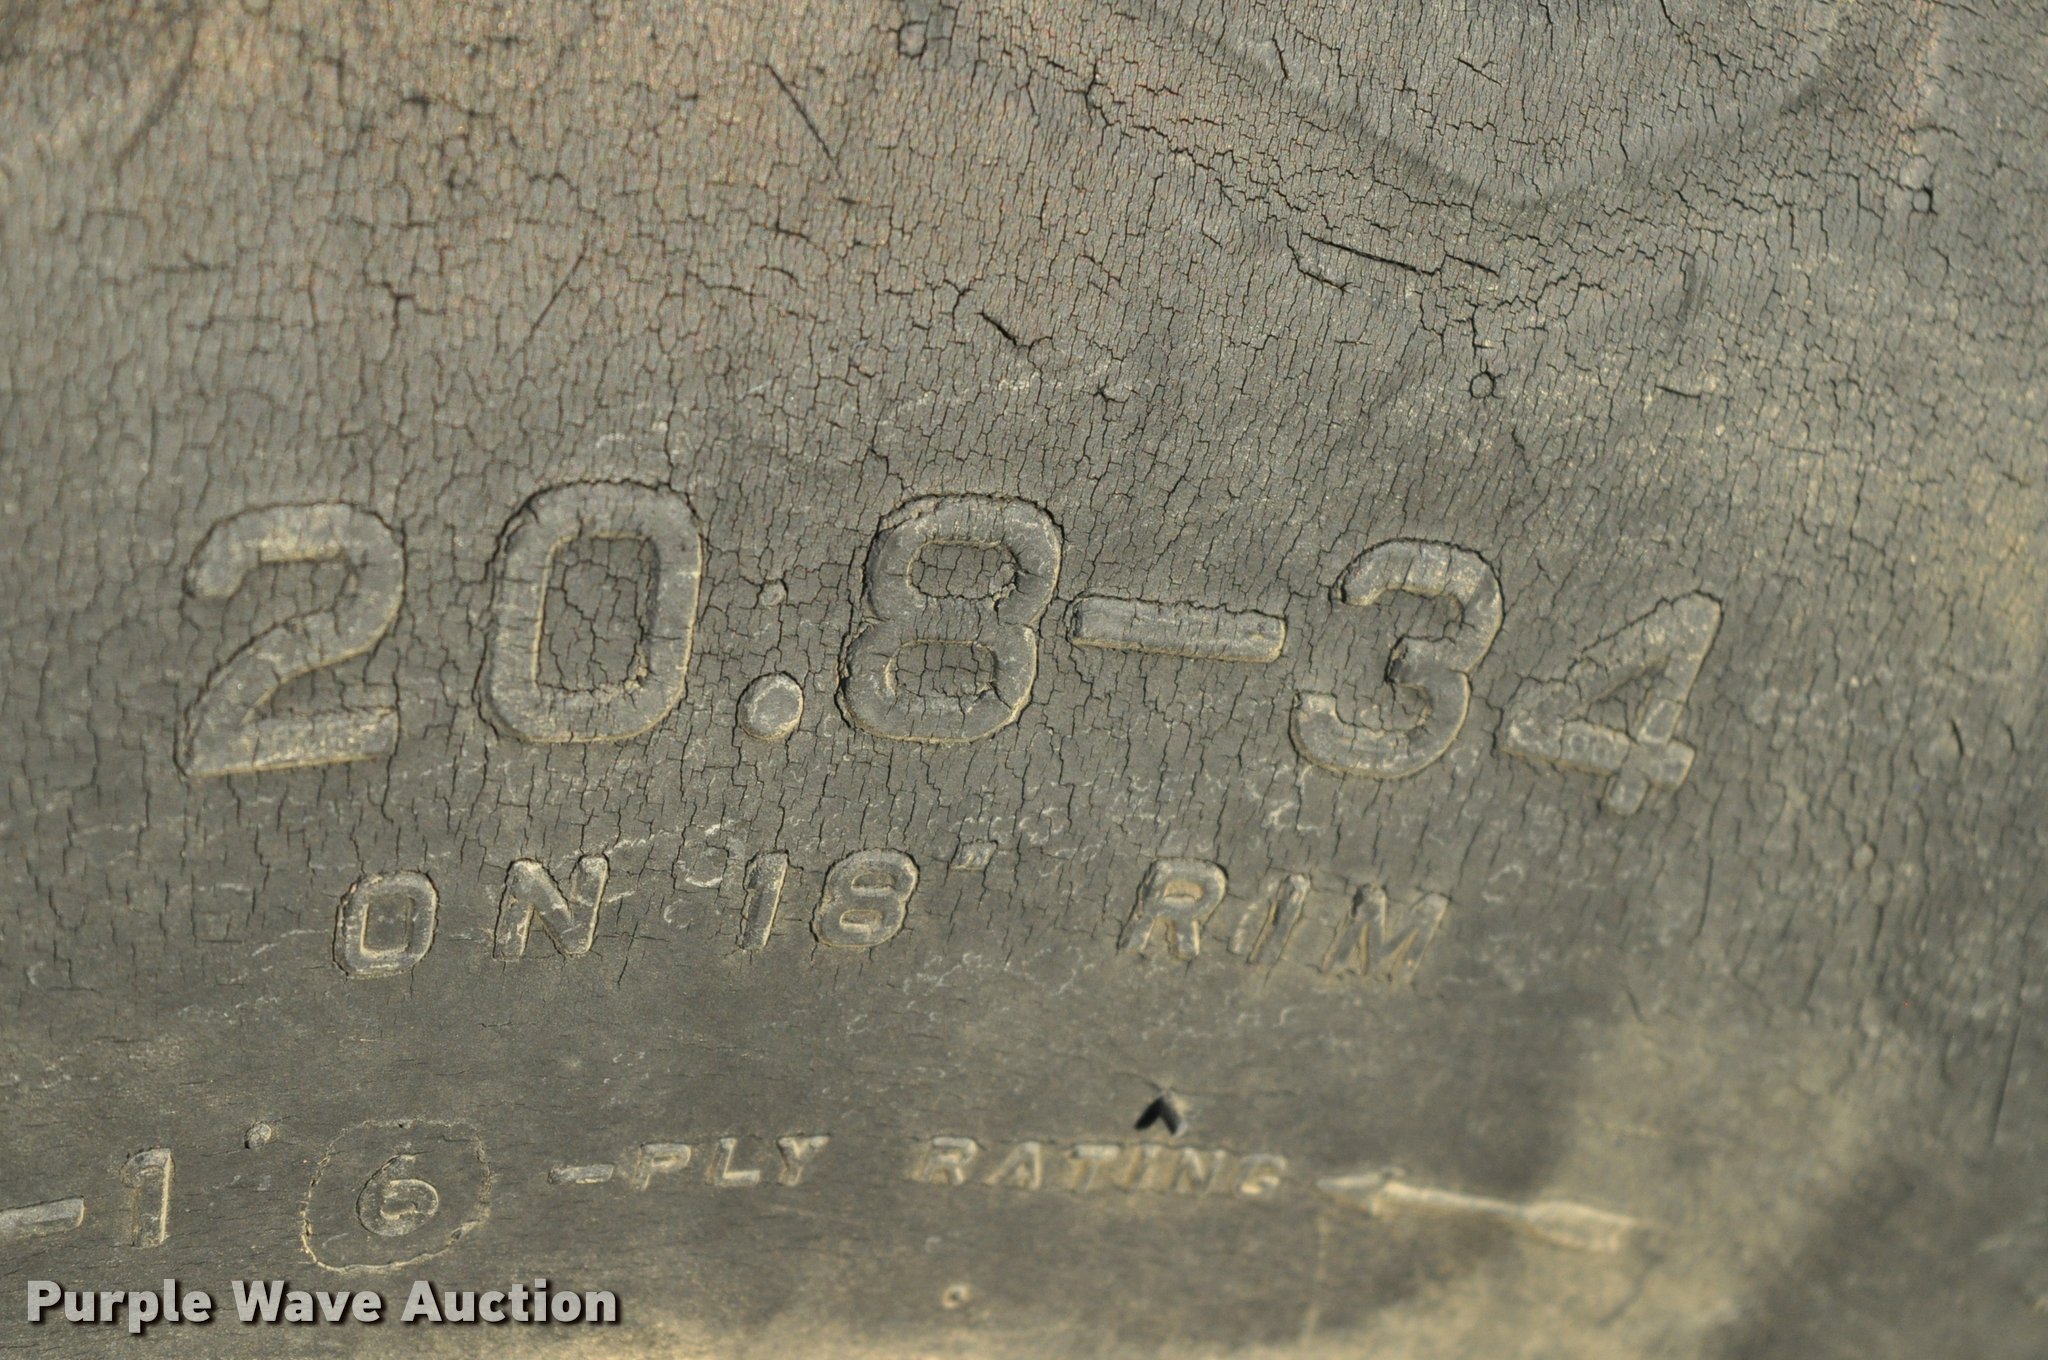 20.8-34
ON 18" RIM
-1 6 -PLY RATING
Purple Wave Auction